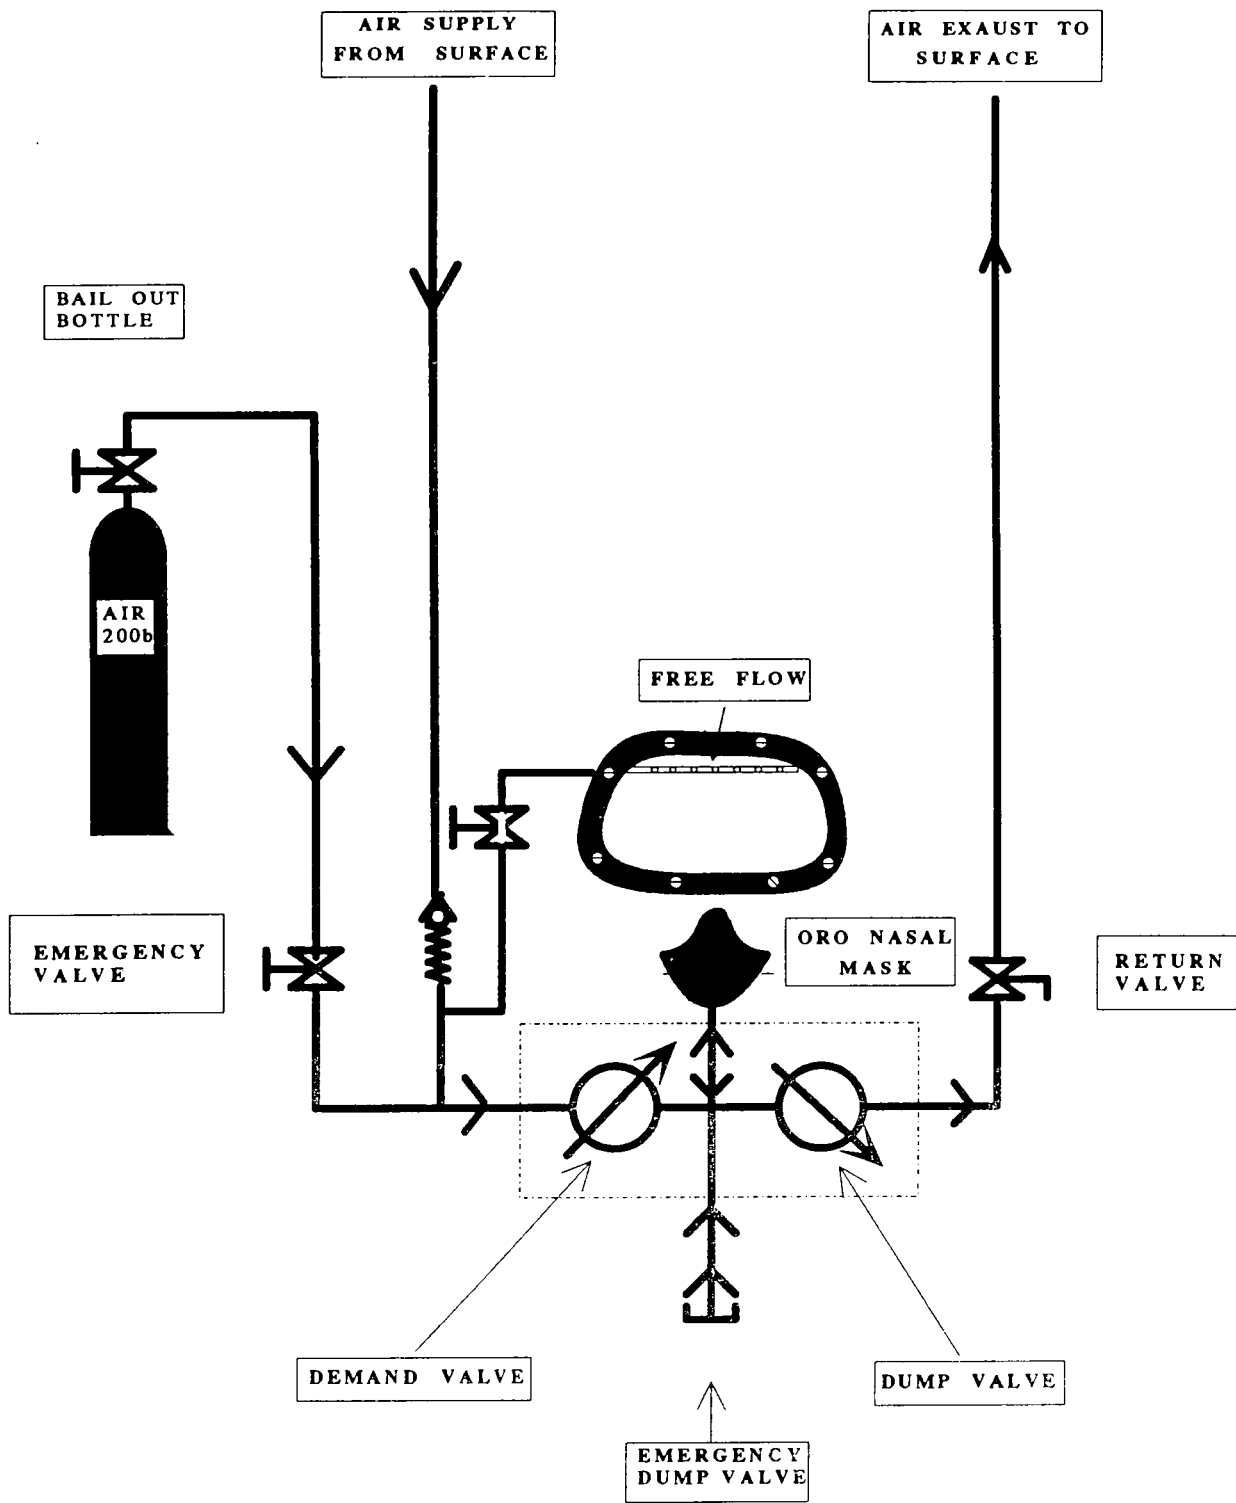 AIR SUPPLY
FROM SURFACE
AIR EXAUST TO
SURFACE
BAIL OUT
BOTTLE
AIR
200b
FREE FLOW
EMERGENCY
VALVE
ORO NASAL
MASK
RETURN
VALVE
DEMAND VALVE
DUMP VALVE
EMERGENCY
DUMP VALVE